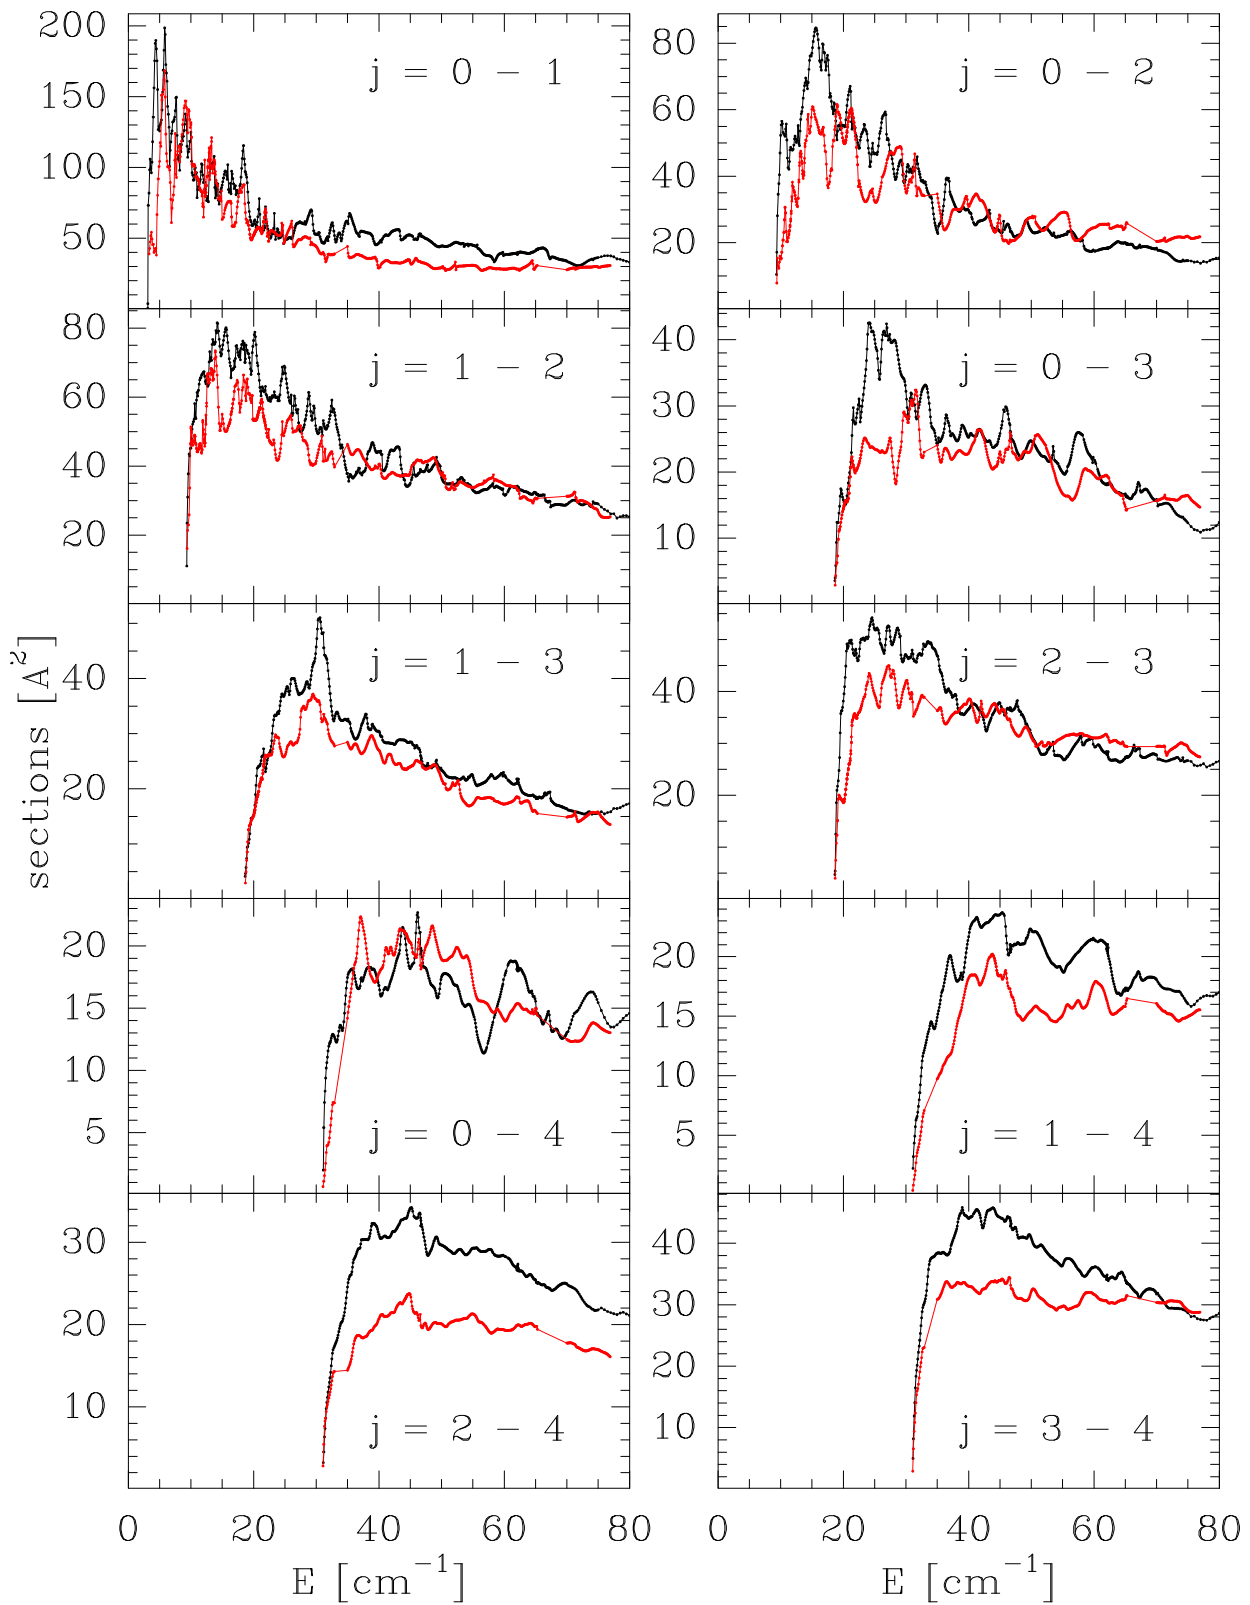 200
150
100
50
j = 0 - 1
80
60
40
20
j = 0 - 2
80
60
40
20
j = 1 - 2
40
30
20
10
j = 0 - 3
40
20
j = 1 - 3
40
20
j = 2 - 3
sections [A²]
20
15
10
5
j = 0 - 4
20
15
10
5
j = 1 - 4
30
20
10
j = 2 - 4
40
30
20
10
j = 3 - 4
0 20 40 60 80
0 20 40 60 80
E [cm⁻¹]
E [cm⁻¹]